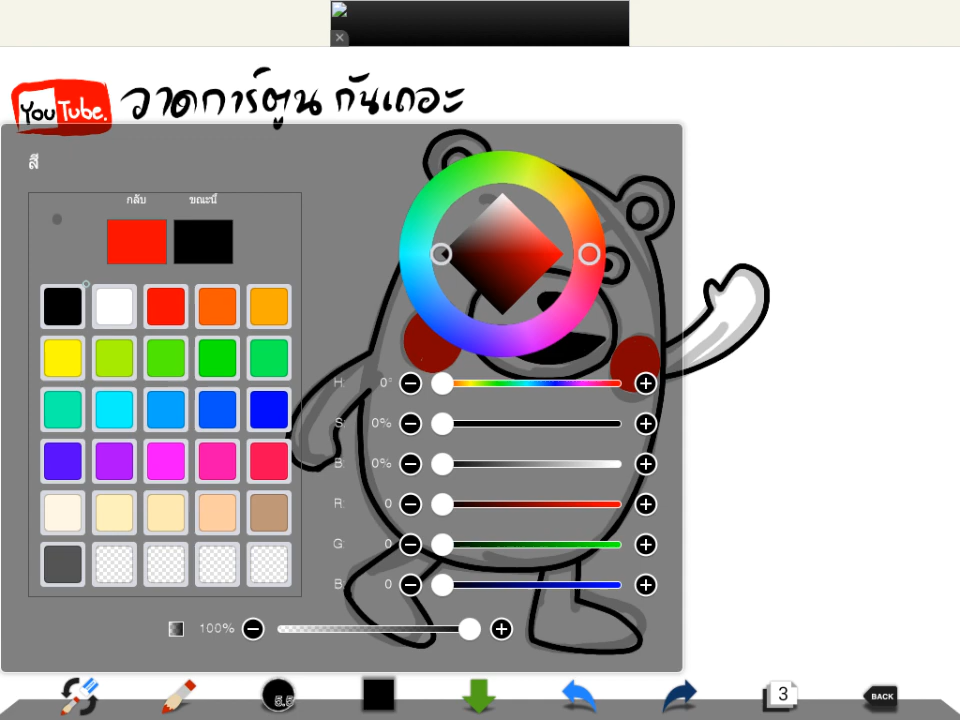 YouTube. วาดการ์ตูน กันเถอะ
สี
กลับ ขณะนี้
H. 0°
S. 0%
B. 0%
R. 0
G. 0
B. 0
100%
5.5
3
BACK